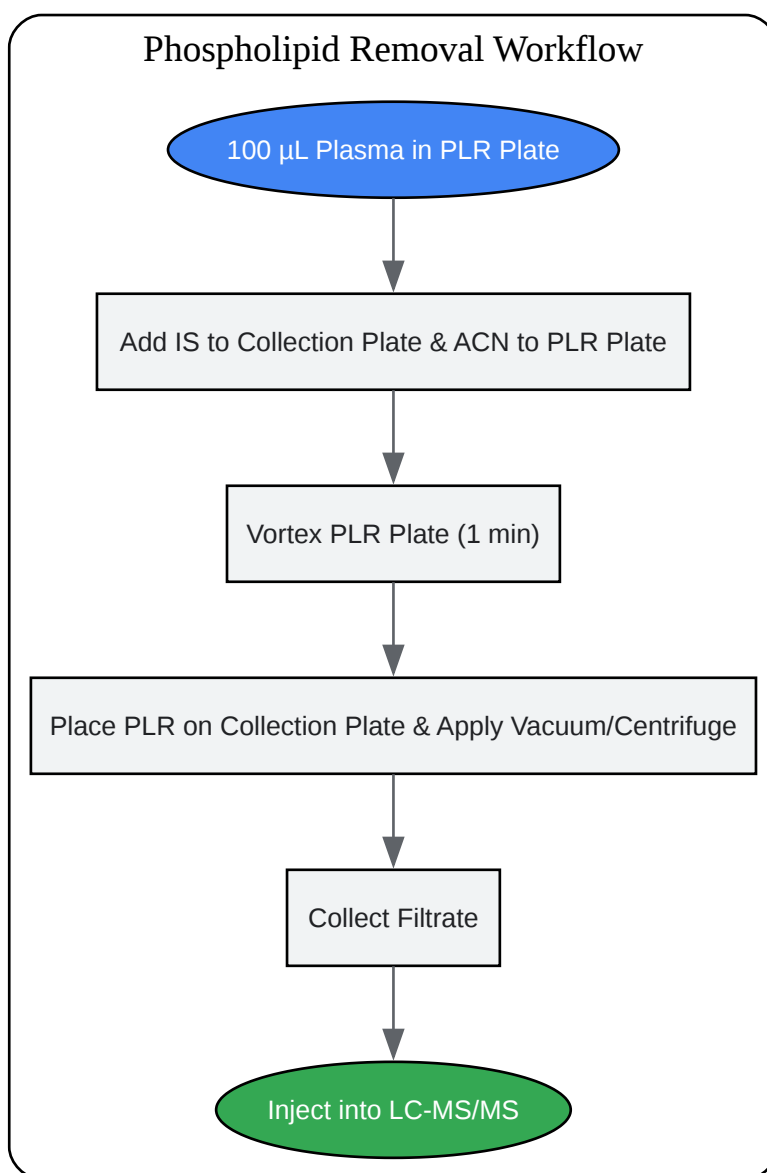 Phospholipid Removal Workflow
100 µL Plasma in PLR Plate
Add IS to Collection Plate & ACN to PLR Plate
Vortex PLR Plate (1 min)
Place PLR on Collection Plate & Apply Vacuum/Centrifuge
Collect Filtrate
Inject into LC-MS/MS